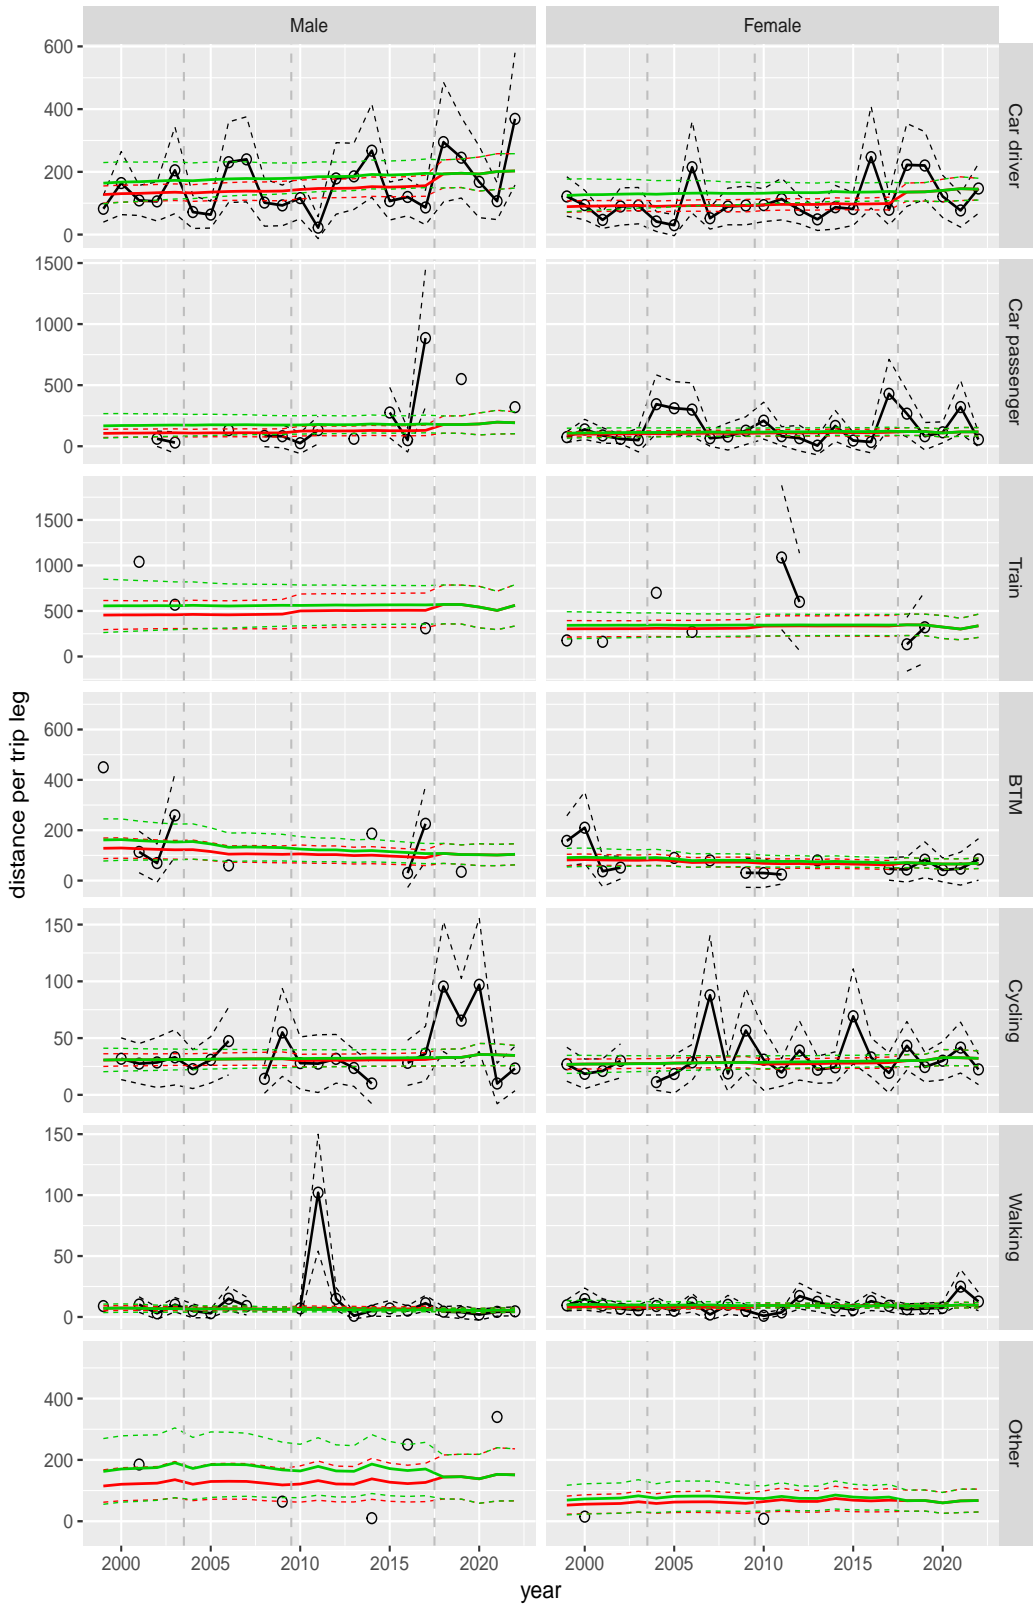 Male Female
600
400
200
0
Car driver
1500
1000
500
0
Car passenger
1500
1000
500
0
Train
600
400
200
0
BTM
150
100
50
0
Cycling
150
100
50
0
Walking
400
200
0
Other
2000 2005 2010 2015 2020 2000 2005 2010 2015 2020
year
distance per trip leg